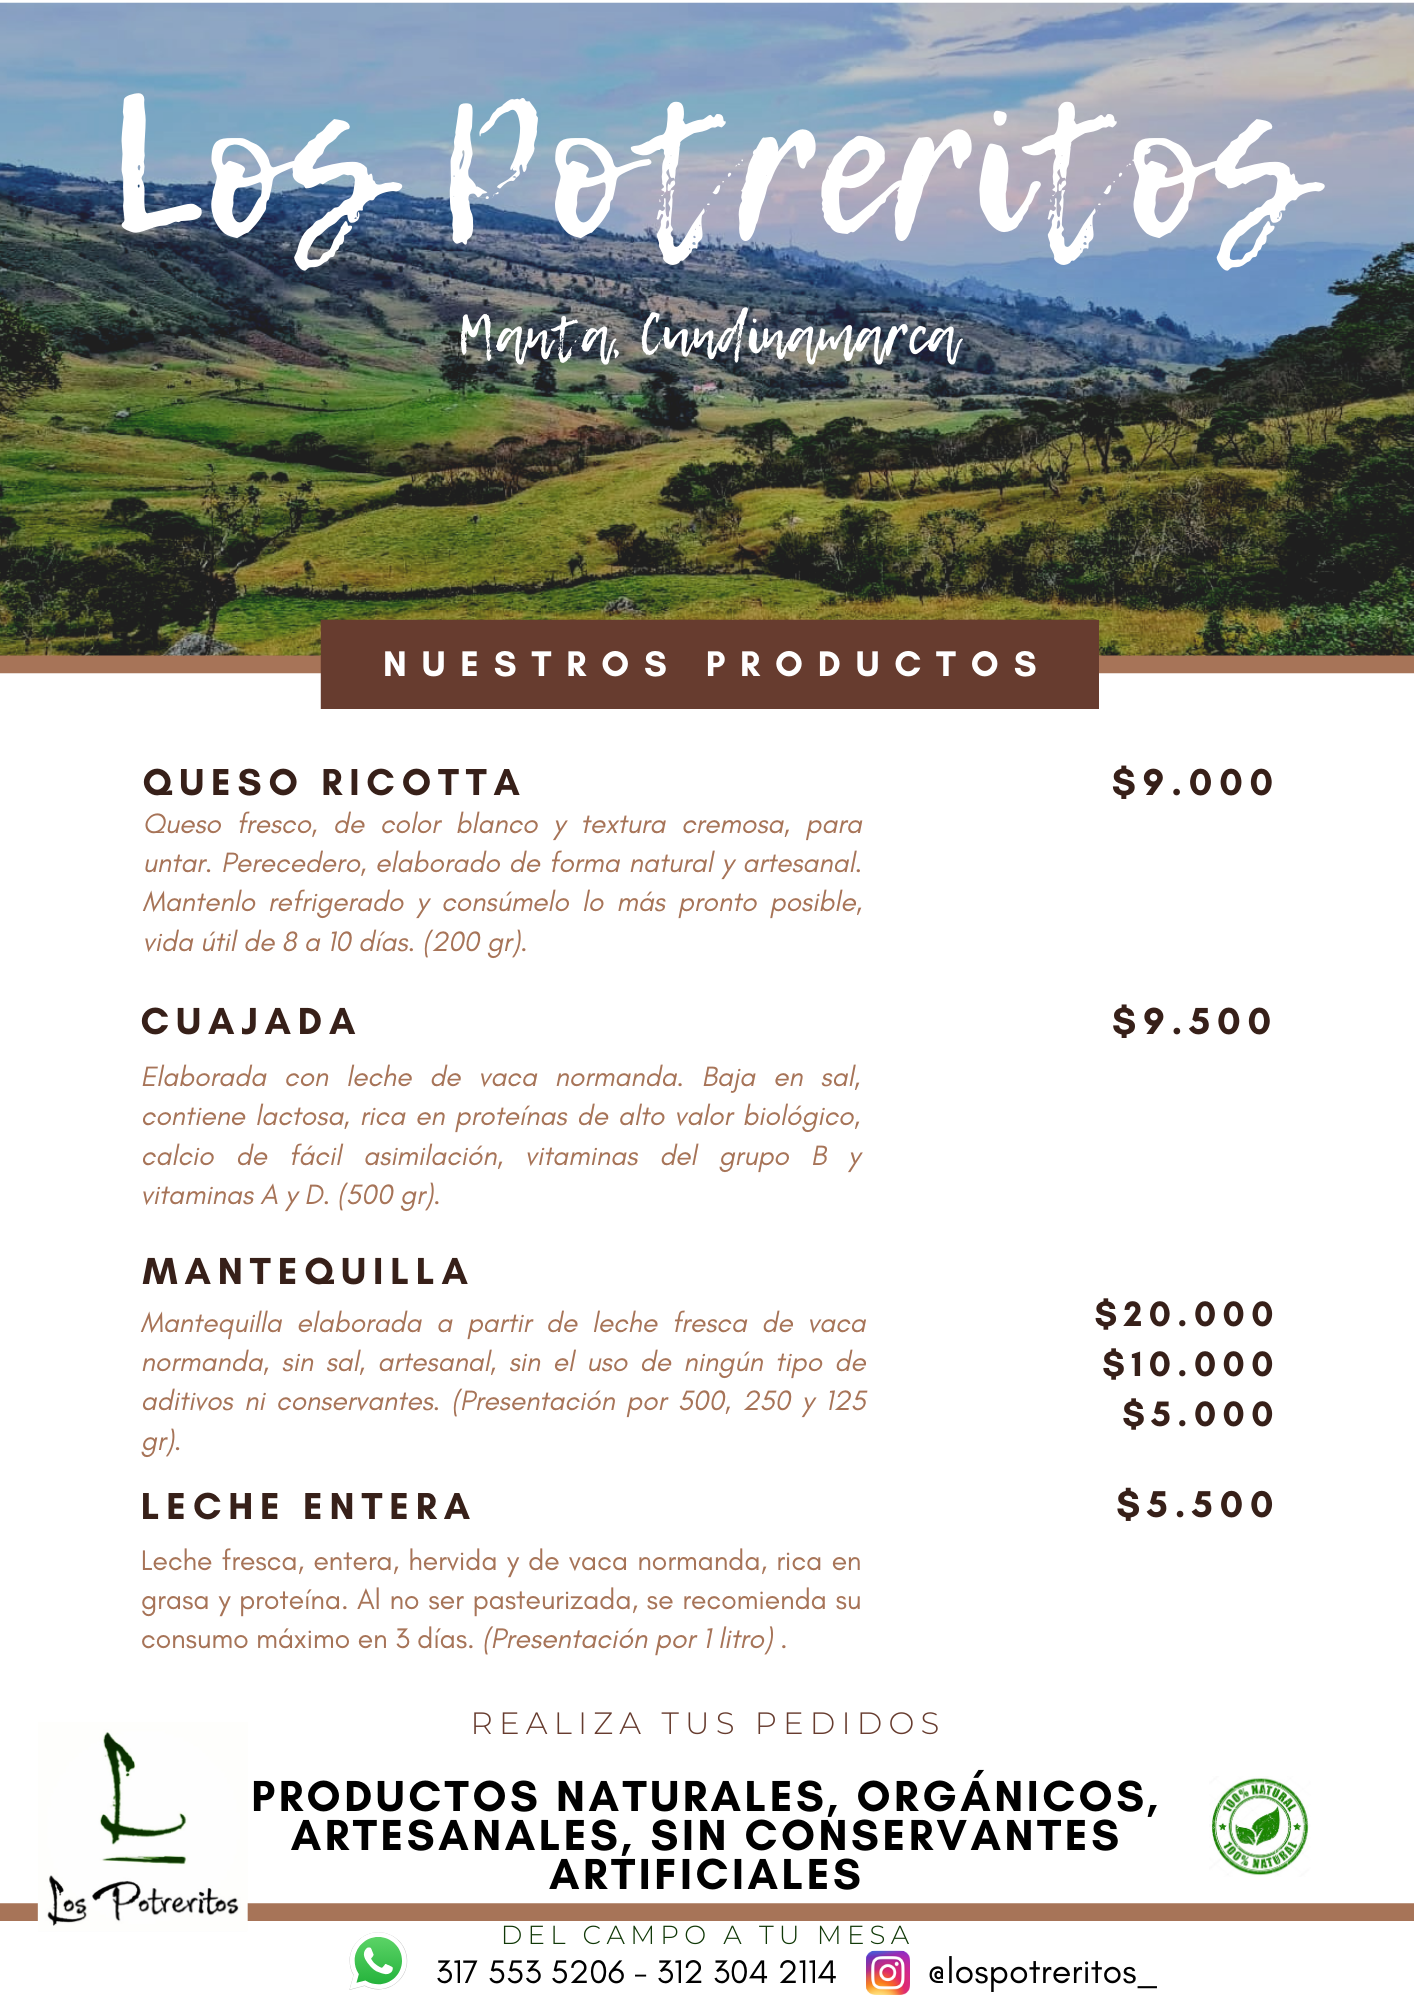 Los Potreritos
Manta, Cundinamarca
NUESTROS PRODUCTOS
QUESO RICOTTA $9.000
Queso fresco, de color blanco y textura cremosa, para
untar. Perecedero, elaborado de forma natural y artesanal.
Mantenlo refrigerado y consúmelo lo más pronto posible,
vida útil de 8 a 10 días. (200 gr).
CUAJADA $9.500
Elaborada con leche de vaca normanda. Baja en sal,
contiene lactosa, rica en proteínas de alto valor biológico,
calcio de fácil asimilación, vitaminas del grupo B y
vitaminas A y D. (500 gr).
MANTEQUILLA
Mantequilla elaborada a partir de leche fresca de vaca
normanda, sin sal, artesanal, sin el uso de ningún tipo de
aditivos ni conservantes. (Presentación por 500, 250 y 125
gr).
$20.000
$10.000
$5.000
LECHE ENTERA $5.500
Leche fresca, entera, hervida y de vaca normanda, rica en
grasa y proteína. Al no ser pasteurizada, se recomienda su
consumo máximo en 3 días. (Presentación por 1 litro) .
REALIZA TUS PEDIDOS
PRODUCTOS NATURALES, ORGÁNICOS,
ARTESANALES, SIN CONSERVANTES
ARTIFICIALES
L
Los Potreritos
100% NATURAL
100% NATURAL
DEL CAMPO A TU MESA
317 553 5206 - 312 304 2114 @lospotreritos_